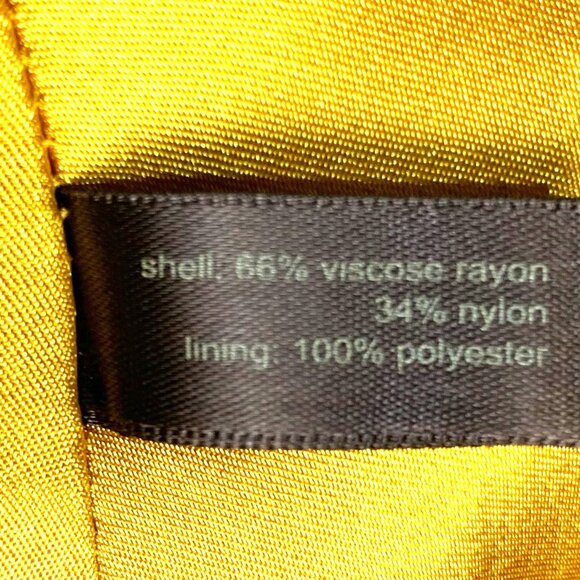 shell: 66% viscose rayon
34% nylon
lining: 100% polyester